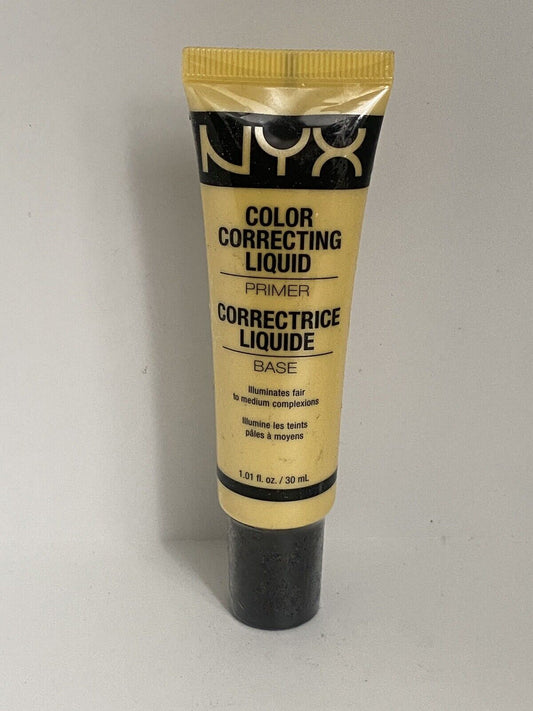 NYX
COLOR
CORRECTING
LIQUID
PRIMER
CORRECTRICE
LIQUIDE
BASE
Illuminates fair
to medium complexions
Illumine les teints
pâles à moyens
1.01 fl. oz. / 30 mL